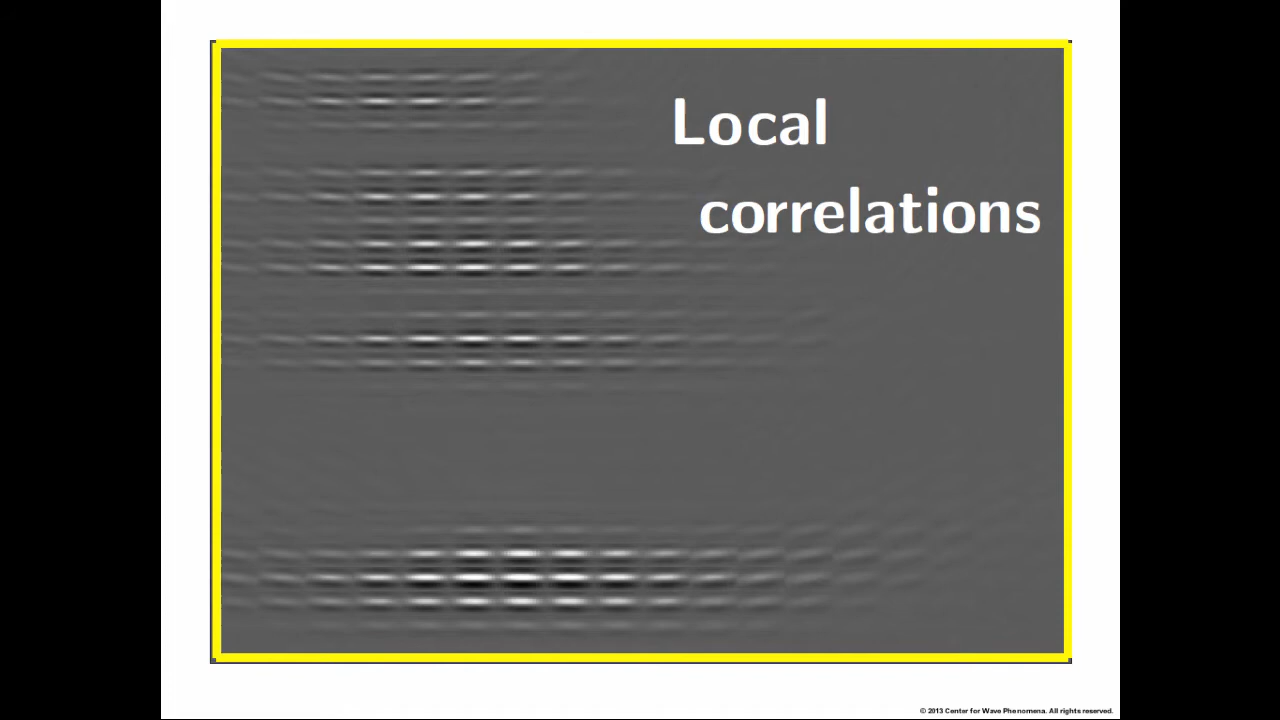 Local
correlations
© 2013 Center for Wave Phenomena. All rights reserved.